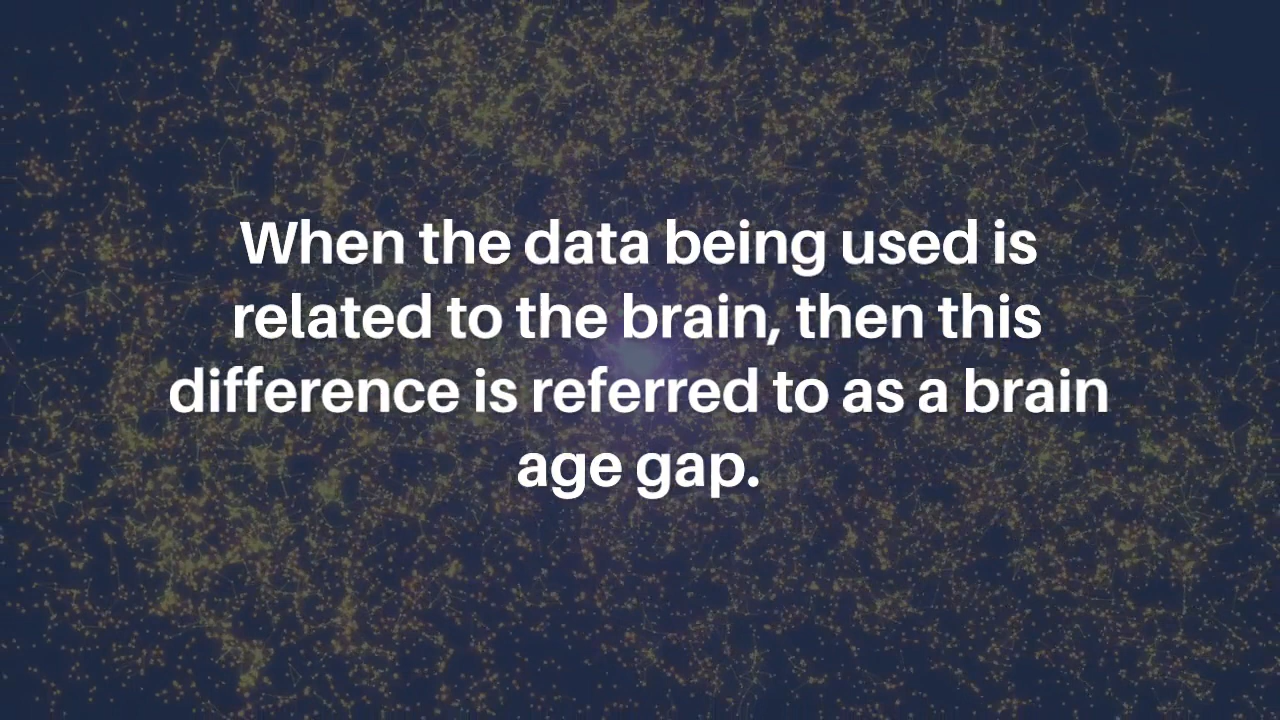 When the data being used is
related to the brain, then this
difference is referred to as a brain
age gap.